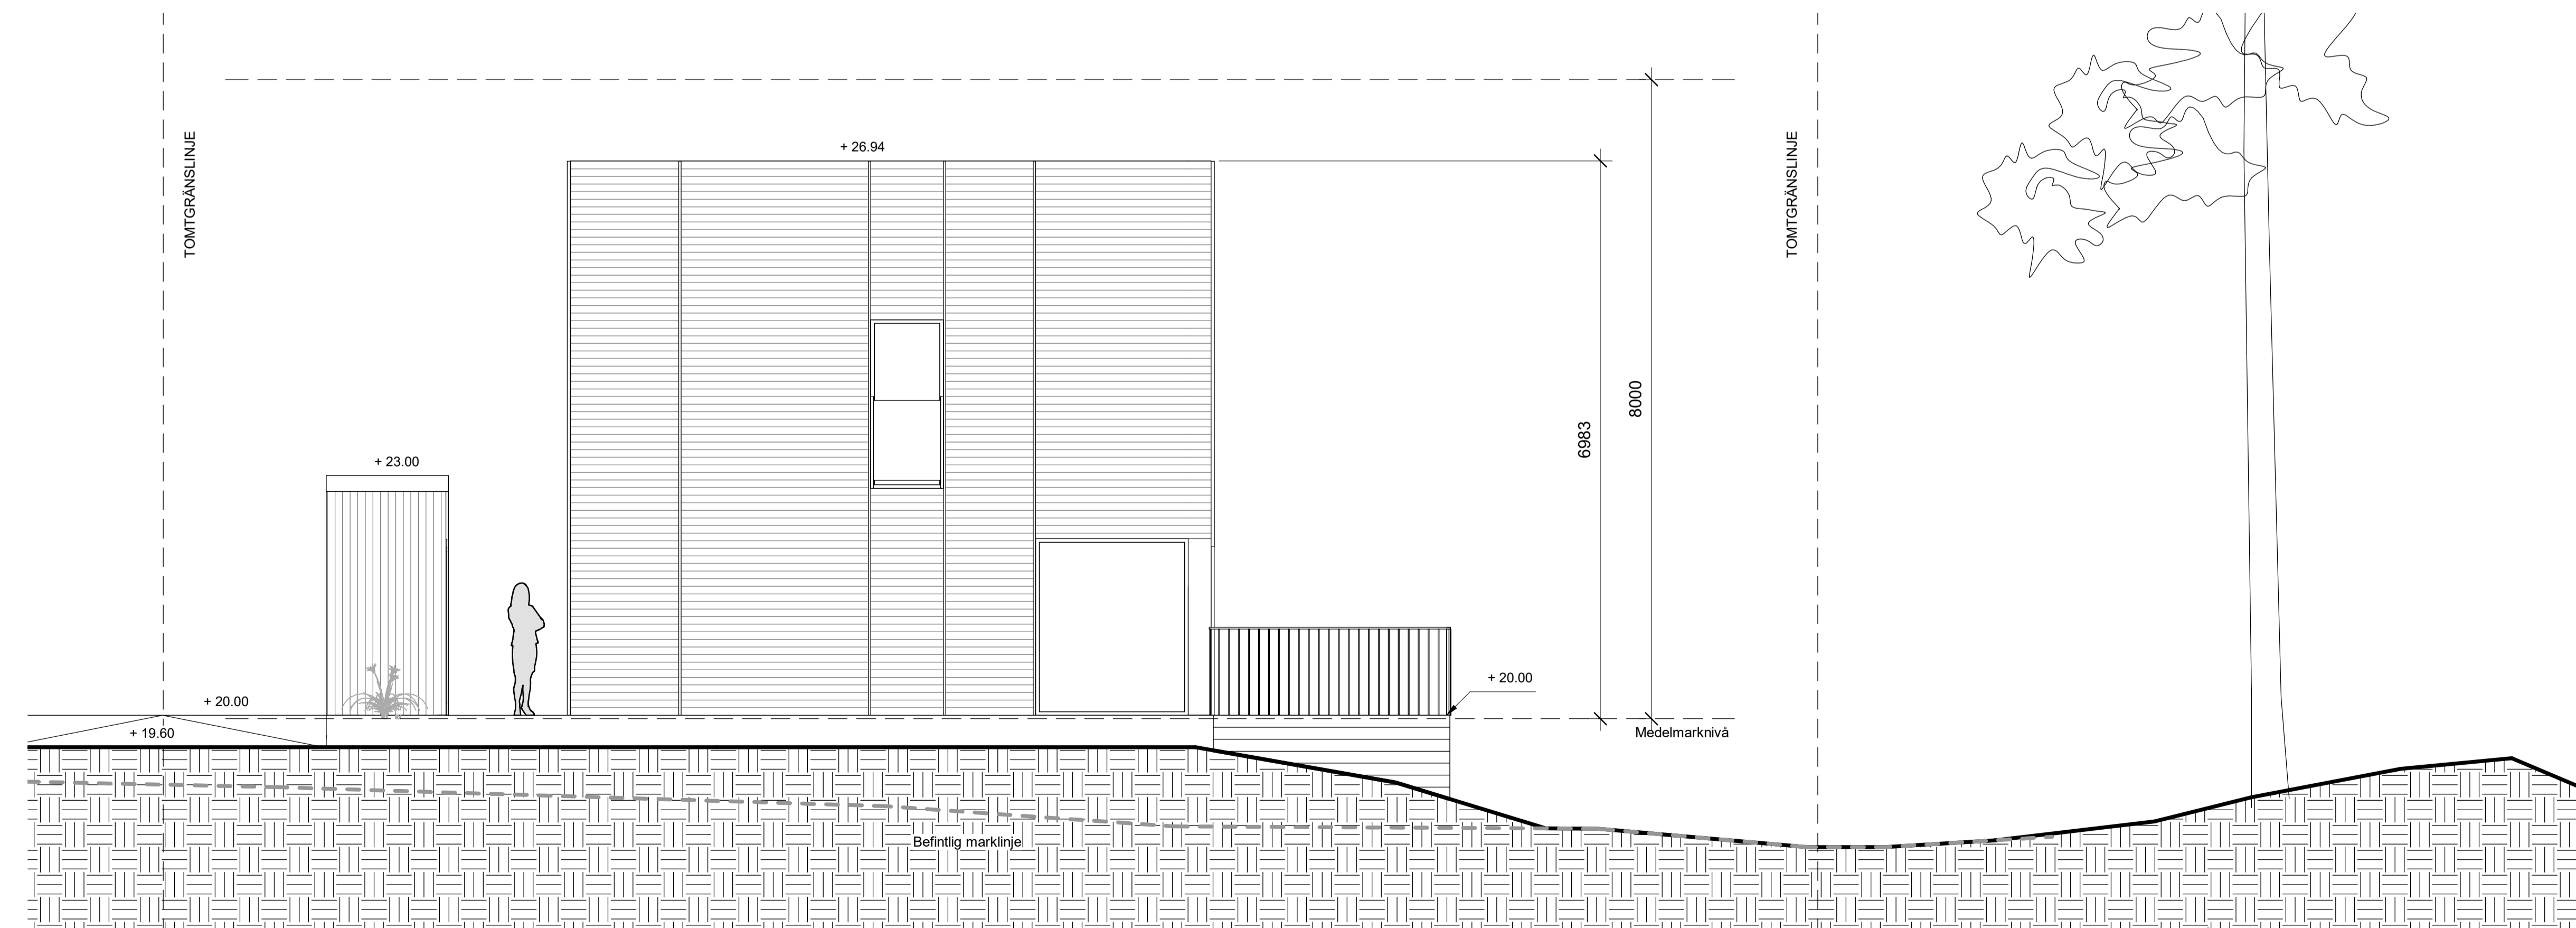 TOMTGRÄNSLINJE
TOMTGRÄNSLINJE
+ 26.94
8000
6983
+ 23.00
+ 20.00
+ 20.00
+ 19.60
Medelmarknivå
Befintlig marklinje